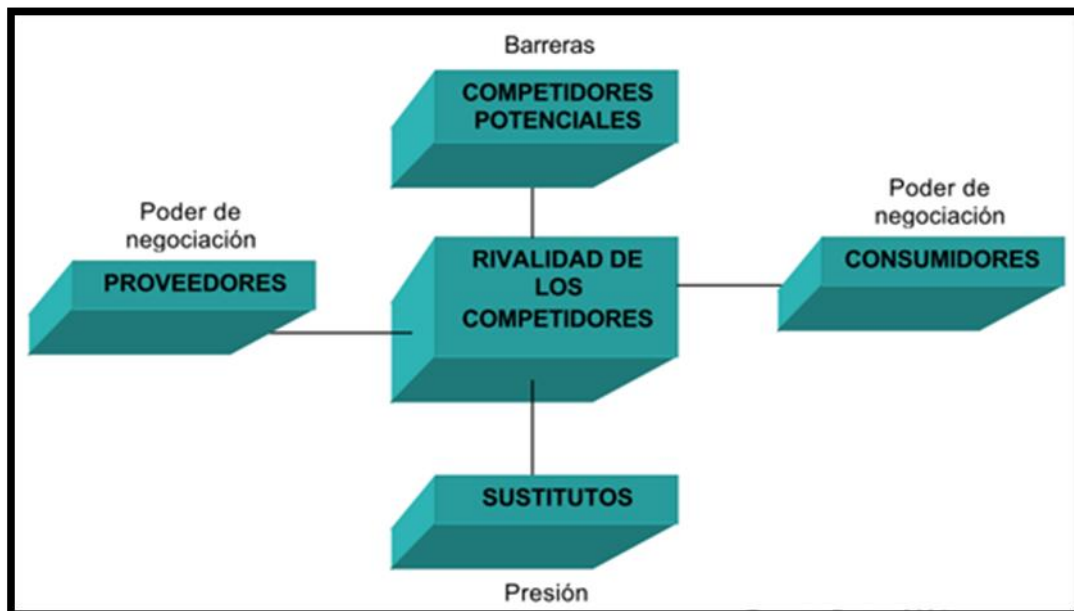 Barreras
COMPETIDORES
POTENCIALES
Poder de
negociación
PROVEEDORES
RIVALIDAD DE
LOS
COMPETIDORES
Poder de
negociación
CONSUMIDORES
SUSTITUTOS
Presión